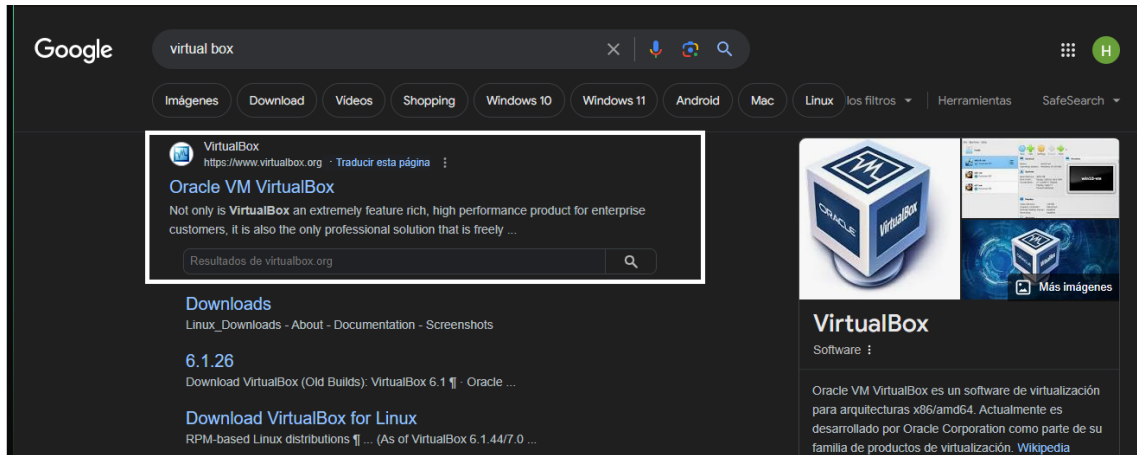 Google
virtual box
H
Imágenes Download Vídeos Shopping Windows 10 Windows 11 Android Mac Linux los filtros Herramientas SafeSearch
VirtualBox
https://www.virtualbox.org · Traducir esta página
Oracle VM VirtualBox
Not only is VirtualBox an extremely feature rich, high performance product for enterprise
customers, it is also the only professional solution that is freely ...
Resultados de virtualbox.org
Downloads
Linux_Downloads - About - Documentation - Screenshots
6.1.26
Download VirtualBox (Old Builds): VirtualBox 6.1 ¶ · Oracle ...
Download VirtualBox for Linux
RPM-based Linux distributions ¶ ... (As of VirtualBox 6.1.44/7.0 ...
ORACLE
VirtualBox
Más imágenes
VirtualBox
Software
Oracle VM VirtualBox es un software de virtualización
para arquitecturas x86/amd64. Actualmente es
desarrollado por Oracle Corporation como parte de su
familia de productos de virtualización. Wikipedia